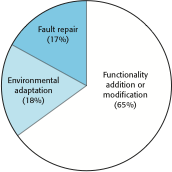 Fault repair
(17%)
Environmental
adaptation
(18%)
Functionality
addition or
modification
(65%)